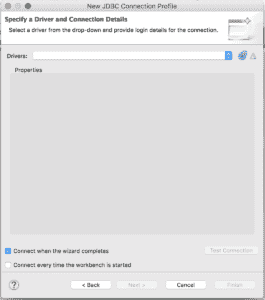 New JDBC Connection Profile
Specify a Driver and Connection Details
Select a driver from the drop-down and provide login details for the connection.
Drivers:
Properties
Connect when the wizard completes
Test Connection
Connect every time the workbench is started
?
< Back
Next >
Cancel
Finish